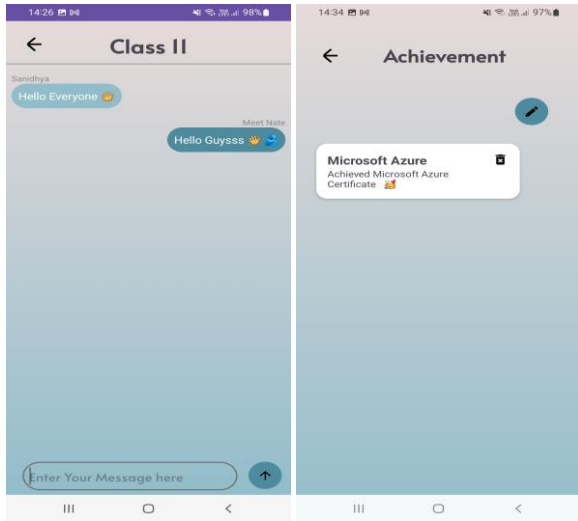 14:26
98%
Class II
Sanidhya
Hello Everyone 👏
Meet Nate
Hello Guysss 👋 🫂
Enter Your Message here
14:34
97%
Achievement
Microsoft Azure
Achieved Microsoft Azure
Certificate 🥳